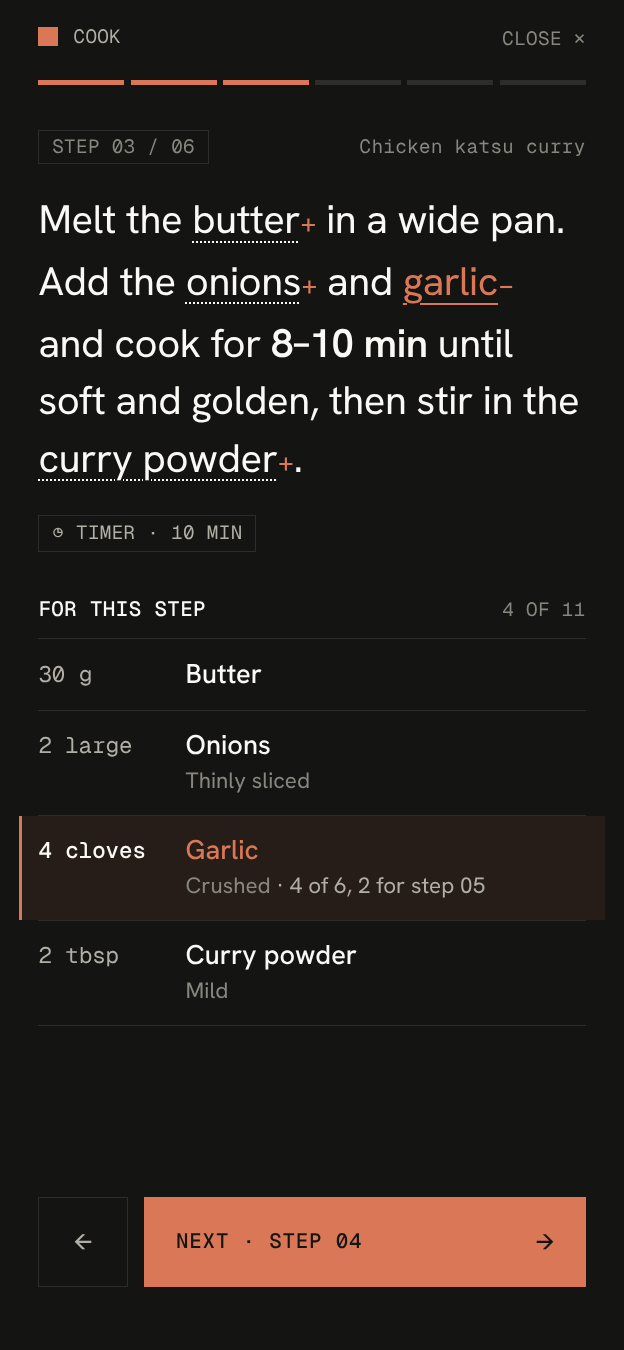 COOK
CLOSE ×
STEP 03 / 06
Chicken katsu curry
Melt the butter+ in a wide pan.
Add the onions+ and garlic–
and cook for 8–10 min until
soft and golden, then stir in the
curry powder+.
◔ TIMER · 10 MIN
FOR THIS STEP
4 OF 11
30 g
Butter
2 large
Onions
Thinly sliced
4 cloves
Garlic
Crushed · 4 of 6, 2 for step 05
2 tbsp
Curry powder
Mild
←
NEXT · STEP 04 →